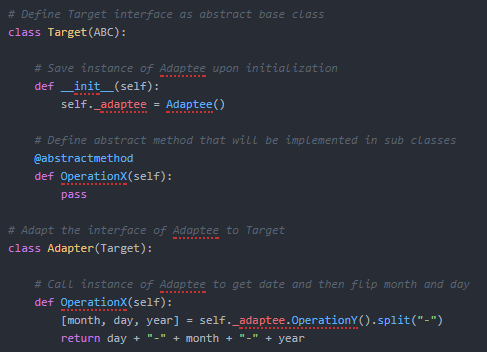 # Define Target interface as abstract base class
class Target(ABC):
    # Save instance of Adaptee upon initialization
    def __init__(self):
        self._adaptee = Adaptee()
    # Define abstract method that will be implemented in sub classes
    @abstractmethod
    def OperationX(self):
        pass
# Adapt the interface of Adaptee to Target
class Adapter(Target):
    # Call instance of Adaptee to get date and then flip month and day
    def OperationX(self):
        [month, day, year] = self._adaptee.OperationY().split("-")
        return day + "-" + month + "-" + year